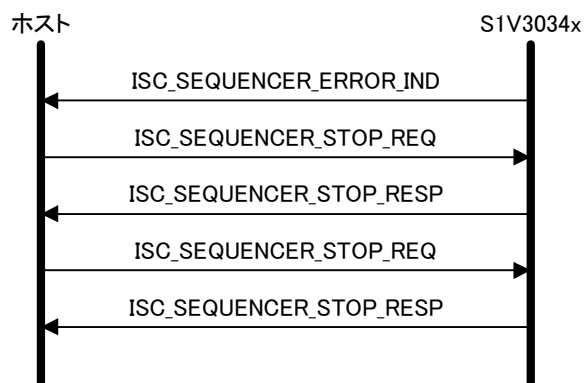 ホスト
S1V3034x
ISC_SEQUENCER_ERROR_IND
ISC_SEQUENCER_STOP_REQ
ISC_SEQUENCER_STOP_RESP
ISC_SEQUENCER_STOP_REQ
ISC_SEQUENCER_STOP_RESP